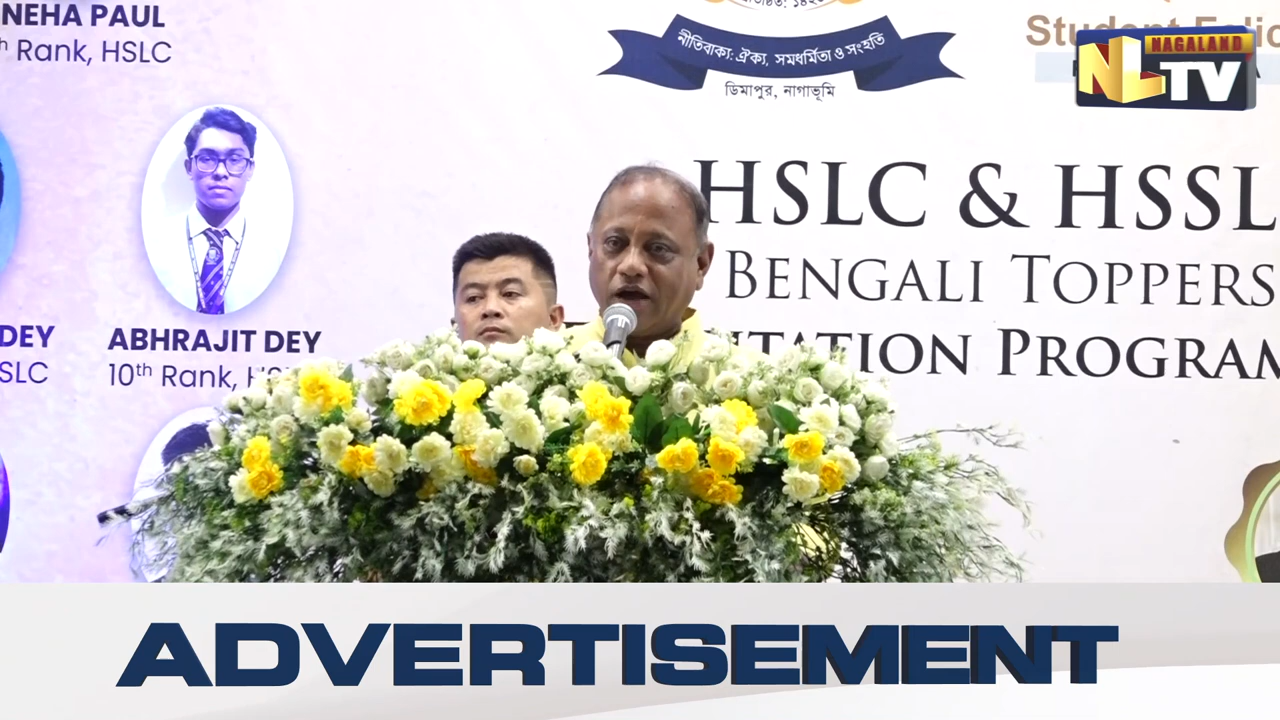 NEHA PAUL
Rank, HSLC
নীতিবাক্য: ঐক্য, সমধর্মিতা ও সংহতি
ডিমাপুর, নাগাভূমি
NAGALAND
NL TV
HSLC & HSSL
BENGALI TOPPERS
PROGRAM
DEY
SLC
ABHRAJIT DEY
10th Rank,
ADVERTISEMENT